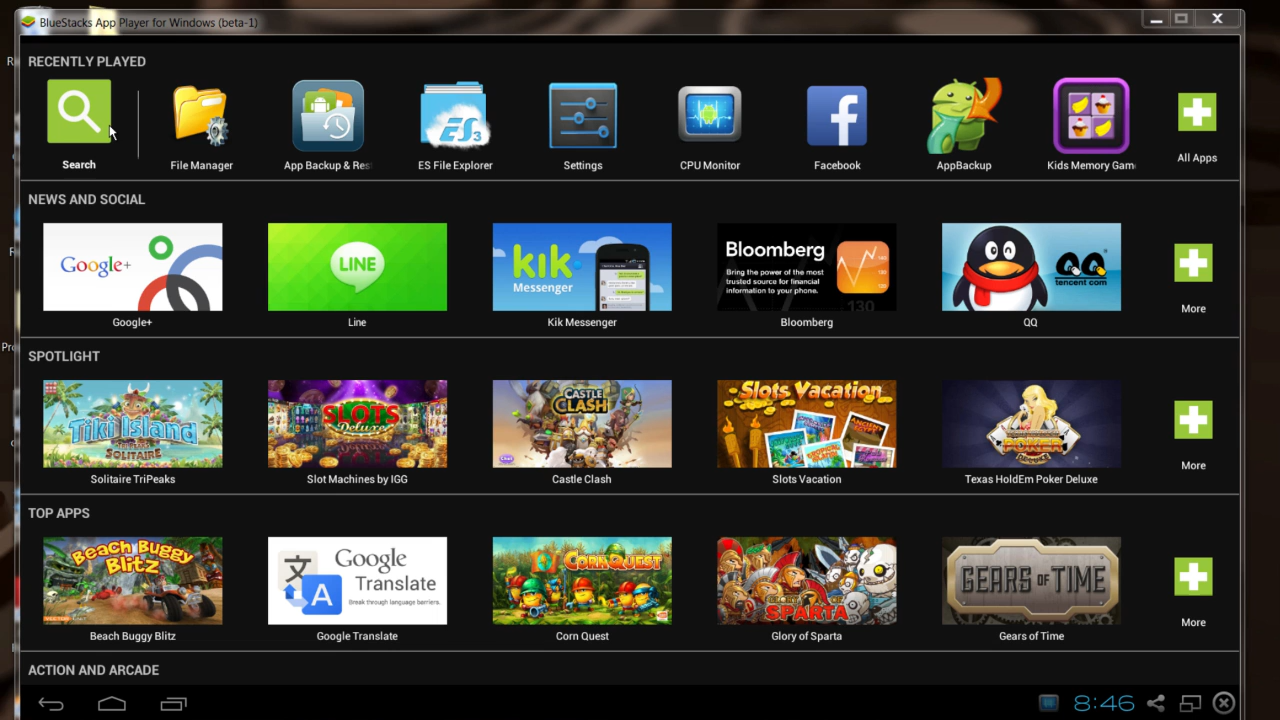 BlueStacks App Player for Windows (beta-1)
RECENTLY PLAYED
Search
File Manager
App Backup & Res
ES File Explorer
Settings
CPU Monitor
Facebook
AppBackup
Kids Memory Gam
All Apps
NEWS AND SOCIAL
Google+
LINE
kik
Messenger
Bloomberg
Bring the power of the most
trusted source for financial
information to your phone.
130
QQ
tencent.com
Google+
Line
Kik Messenger
Bloomberg
QQ
More
SPOTLIGHT
Tiki Island
SOLITAIRE
SLOTS
Deluxe
CASTLE
CLASH
Slots Vacation
POKER
Solitaire TriPeaks
Slot Machines by IGG
Castle Clash
Slots Vacation
Texas HoldEm Poker Deluxe
More
TOP APPS
Beach Buggy
Blitz
Google
Translate
Break through language barriers.
文
A
CORNQUEST
SPARTA
GEARS OF TIME
Beach Buggy Blitz
Google Translate
Corn Quest
Glory of Sparta
Gears of Time
More
ACTION AND ARCADE
8:46